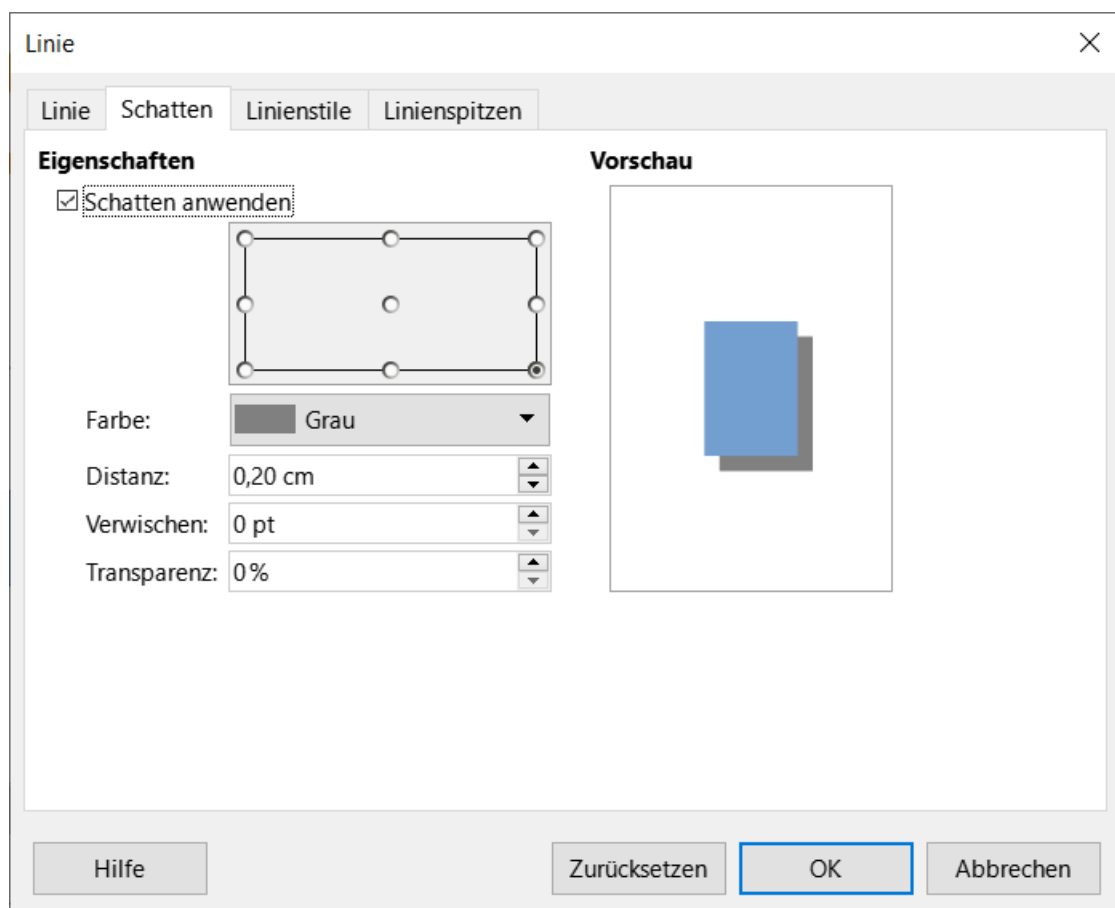 Linie
Linie Schatten Linienstile Linienspitzen
Eigenschaften
Vorschau
Schatten anwenden
Farbe: Grau
Distanz: 0,20 cm
Verwischen: 0 pt
Transparenz: 0%
Hilfe Zurücksetzen OK Abbrechen